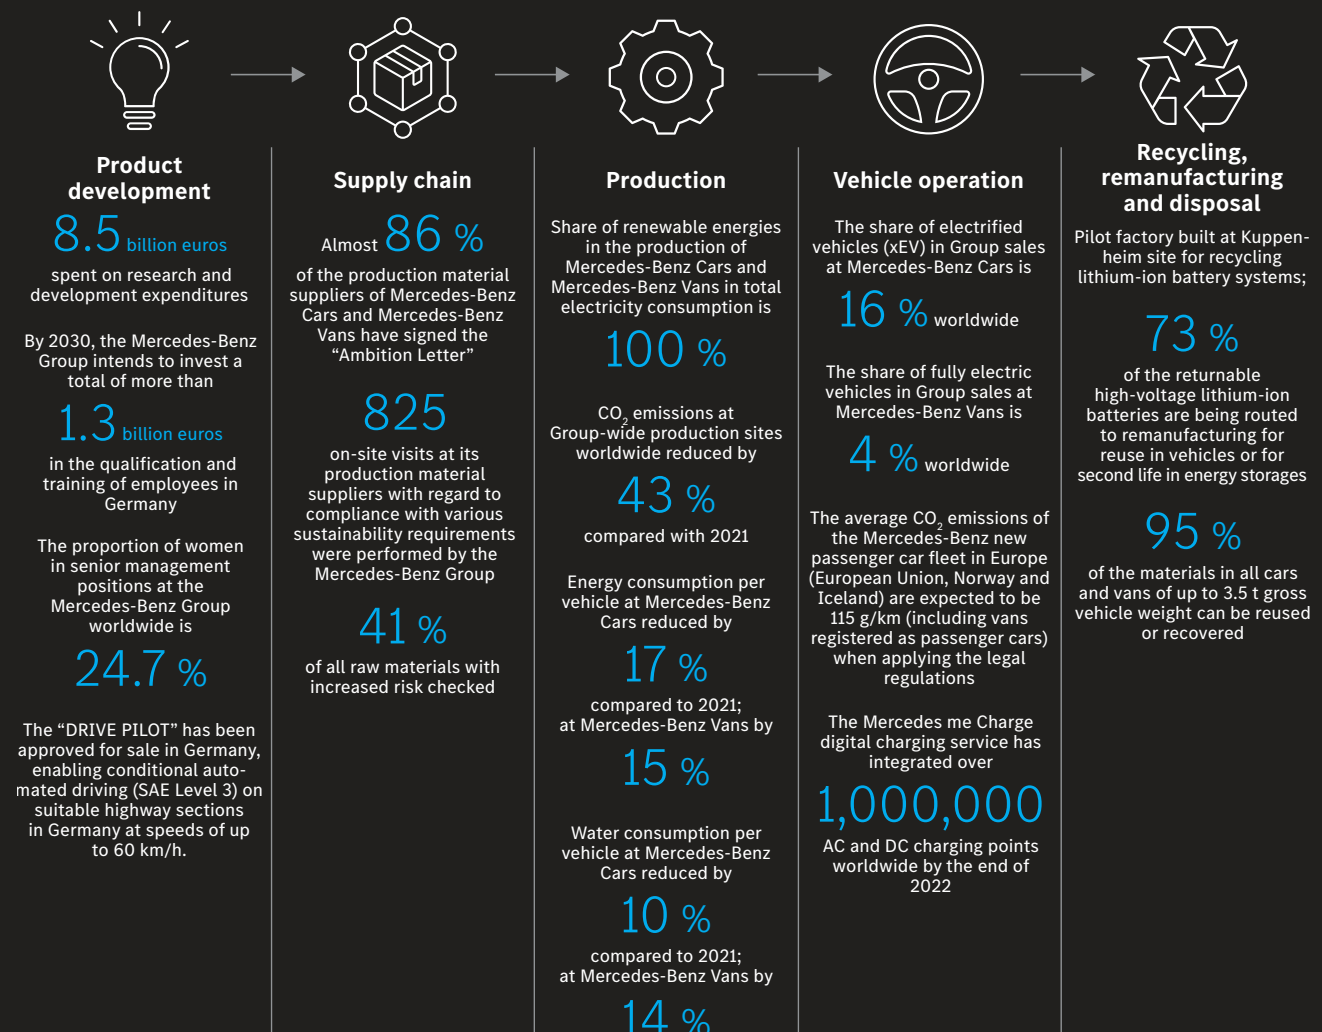 Product
development
8.5 billion euros
spent on research and
development expenditures
By 2030, the Mercedes-Benz
Group intends to invest a
total of more than
1.3 billion euros
in the qualification and
training of employees in
Germany
The proportion of women
in senior management
positions at the
Mercedes-Benz Group
worldwide is
24.7 %
The “DRIVE PILOT” has been
approved for sale in Germany,
enabling conditional auto-
mated driving (SAE Level 3) on
suitable highway sections
in Germany at speeds of up
to 60 km/h.
Supply chain
Almost 86 %
of the production material
suppliers of Mercedes-Benz
Cars and Mercedes-Benz
Vans have signed the
“Ambition Letter”
825
on-site visits at its
production material
suppliers with regard to
compliance with various
sustainability requirements
were performed by the
Mercedes-Benz Group
41 %
of all raw materials with
increased risk checked
Production
Share of renewable energies
in the production of
Mercedes-Benz Cars and
Mercedes-Benz Vans in total
electricity consumption is
100 %
CO₂ emissions at
Group-wide production sites
worldwide reduced by
43 %
compared with 2021
Energy consumption per
vehicle at Mercedes-Benz
Cars reduced by
17 %
compared to 2021;
at Mercedes-Benz Vans by
15 %
Water consumption per
vehicle at Mercedes-Benz
Cars reduced by
10 %
compared to 2021;
at Mercedes-Benz Vans by
14 %
Vehicle operation
The share of electrified
vehicles (xEV) in Group sales
at Mercedes-Benz Cars is
16 % worldwide
The share of fully electric
vehicles in Group sales at
Mercedes-Benz Vans is
4 % worldwide
The average CO₂ emissions of
the Mercedes-Benz new
passenger car fleet in Europe
(European Union, Norway and
Iceland) are expected to be
115 g/km (including vans
registered as passenger cars)
when applying the legal
regulations
The Mercedes me Charge
digital charging service has
integrated over
1,000,000
AC and DC charging points
worldwide by the end of
2022
Recycling,
remanufacturing
and disposal
Pilot factory built at Kuppen-
heim site for recycling
lithium-ion battery systems;
73 %
of the returnable
high-voltage lithium-ion
batteries are being routed
to remanufacturing for
reuse in vehicles or for
second life in energy storages
95 %
of the materials in all cars
and vans of up to 3.5 t gross
vehicle weight can be reused
or recovered